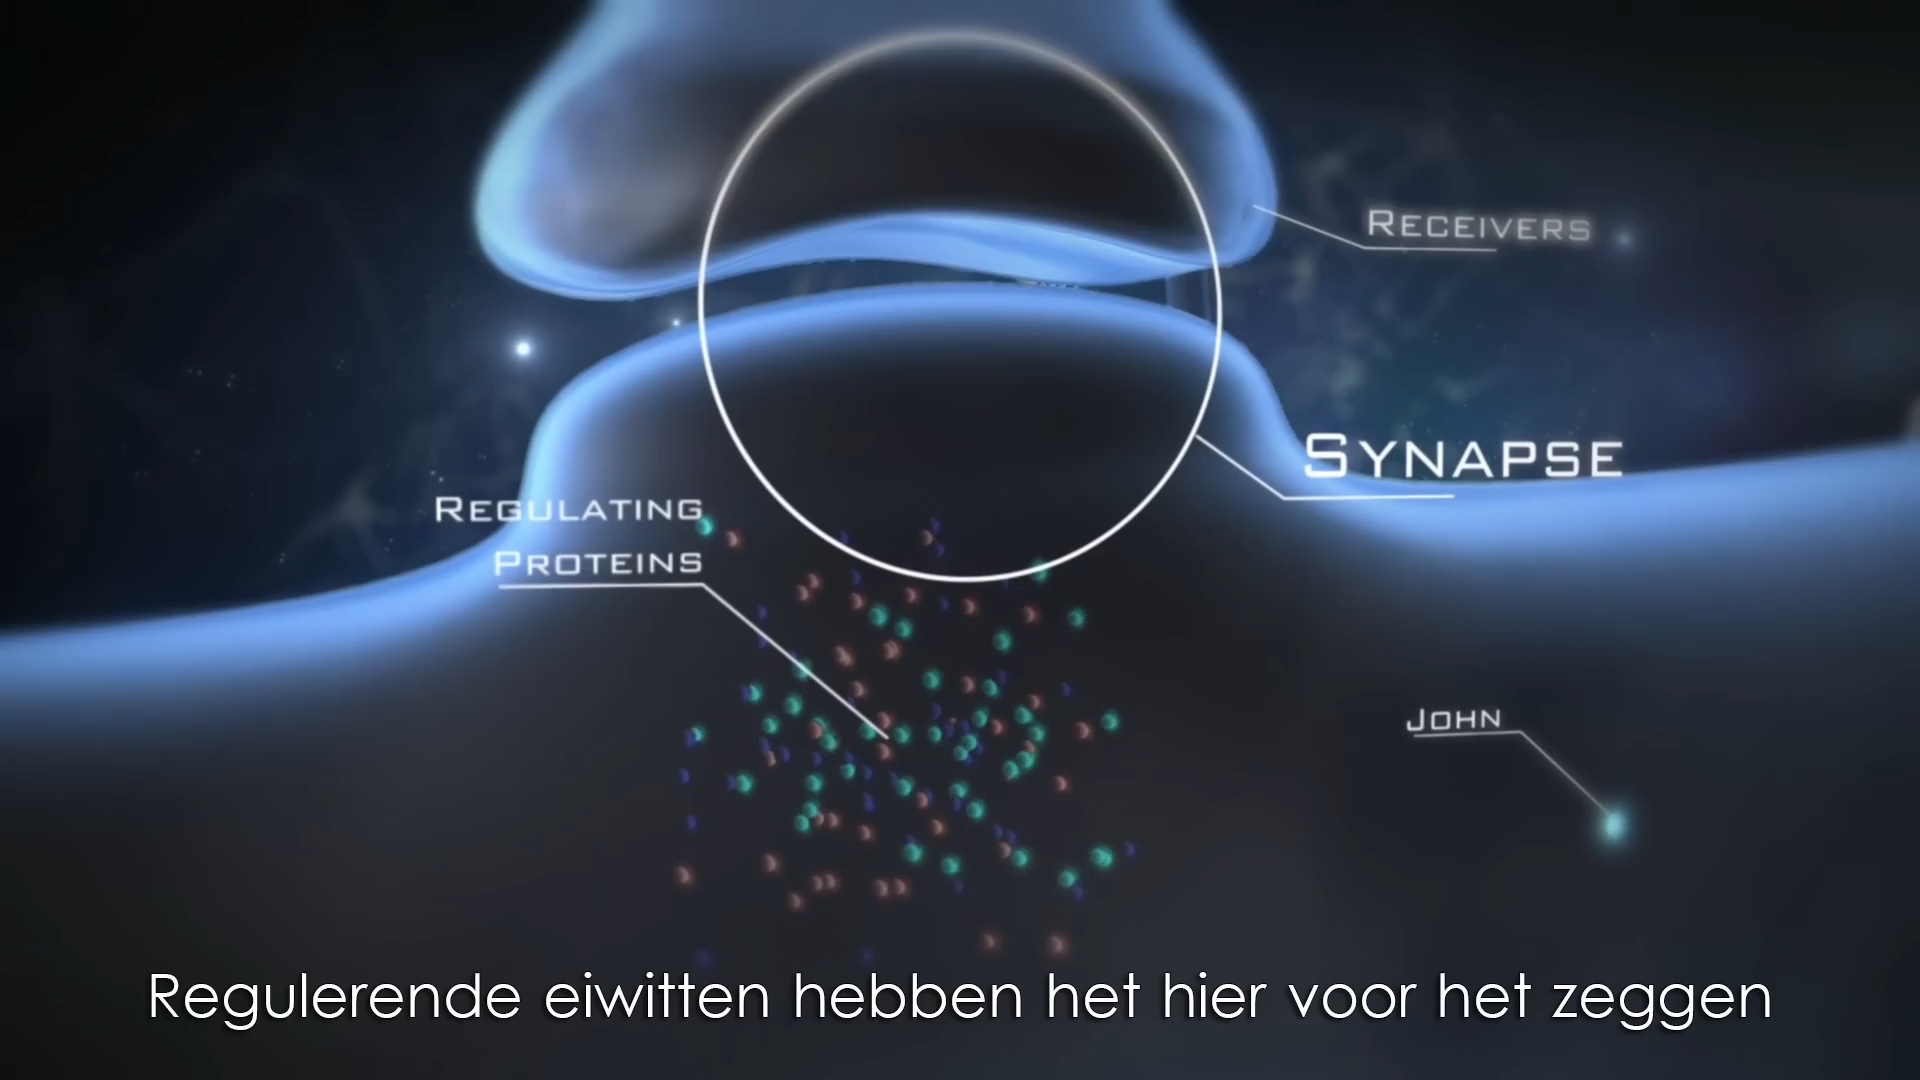 Receivers
Synapse
Regulating
Proteins
John
Regulerende eiwitten hebben het hier voor het zeggen